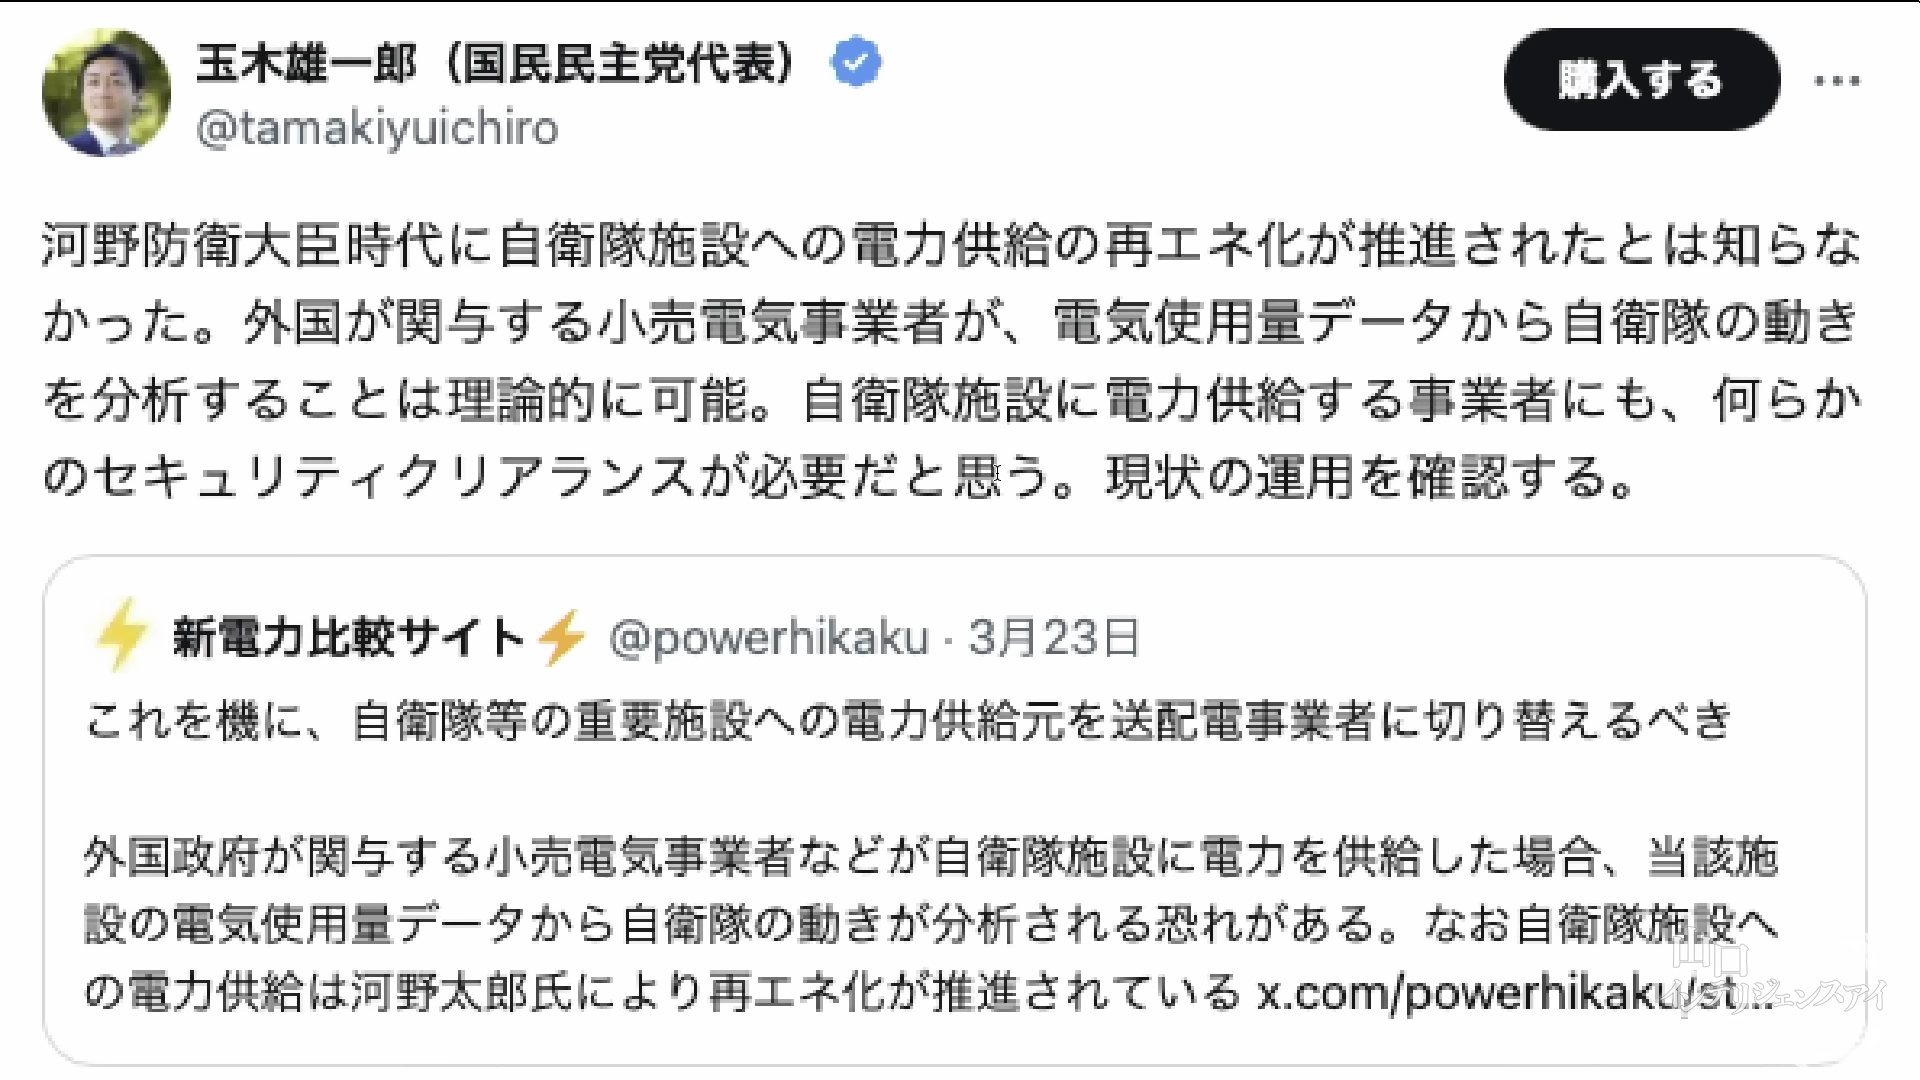 玉木雄一郎（国民民主党代表）
@tamakiyuichiro
購入する
河野防衛大臣時代に自衛隊施設への電力供給の再エネ化が推進されたとは知らな
かった。外国が関与する小売電気事業者が、電気使用量データから自衛隊の動き
を分析することは理論的に可能。自衛隊施設に電力供給する事業者にも、何らか
のセキュリティクリアランスが必要だと思う。現状の運用を確認する。
⚡新電力比較サイト⚡ @powerhikaku · 3月23日
これを機に、自衛隊等の重要施設への電力供給元を送配電事業者に切り替えるべき
外国政府が関与する小売電気事業者などが自衛隊施設に電力を供給した場合、当該施
設の電気使用量データから自衛隊の動きが分析される恐れがある。なお自衛隊施設へ
の電力供給は河野太郎氏により再エネ化が推進されている x.com/powerhikaku/st...
山口
インテリジェンスアイ